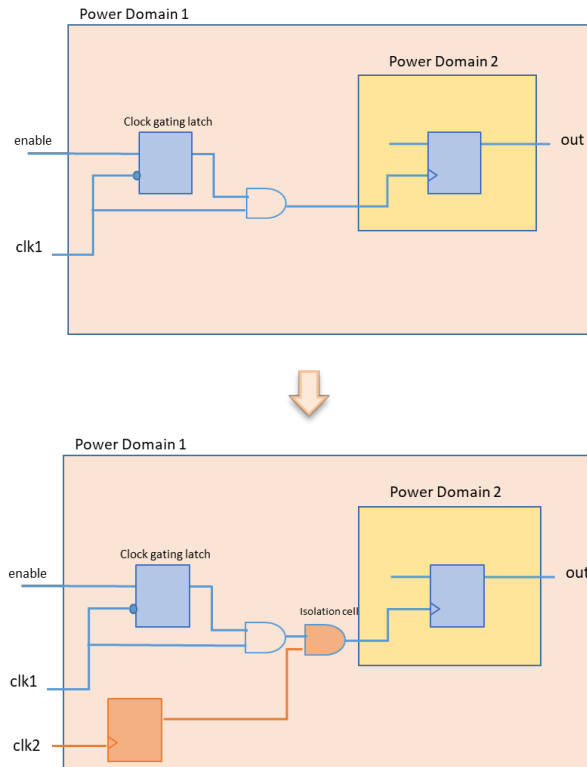 Power Domain 1
Power Domain 2
Clock gating latch
enable
out
clk1
Power Domain 1
Power Domain 2
Clock gating latch
enable
Isolation cell
out
clk1
clk2